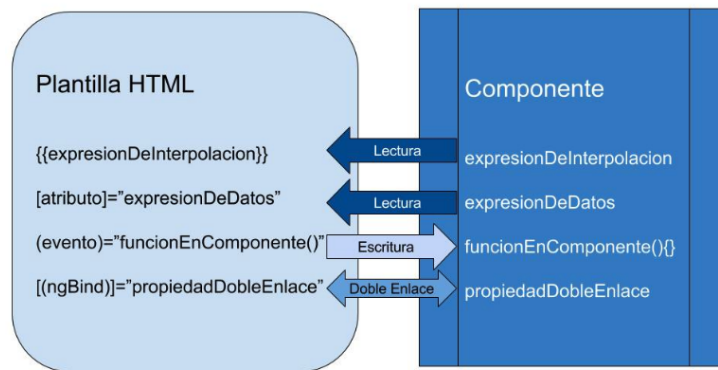 Plantilla HTML
Componente
{{expresionDeInterpolacion}}
Lectura
expresionDeInterpolacion
[atributo]=”expresionDeDatos”
Lectura
expresionDeDatos
(evento)=”funcionEnComponente()”
Escritura
funcionEnComponente(){}
[(ngBind)]=”propiedadDobleEnlace”
Doble Enlace
propiedadDobleEnlace